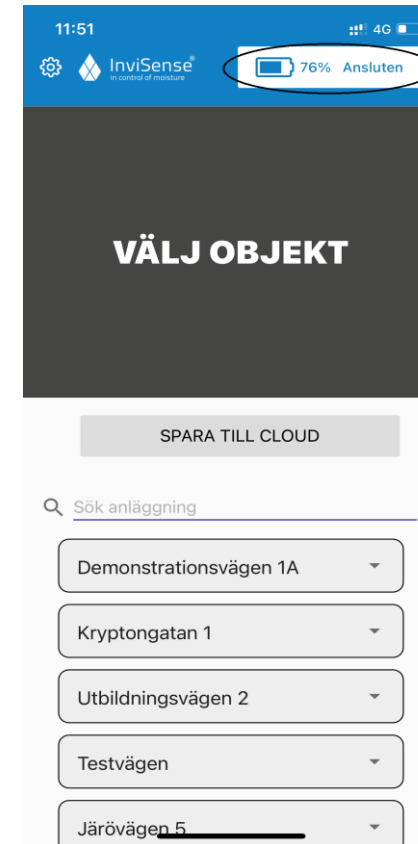 11:51 4G
InviSense® 76% Ansluten
in control of moisture
VÄLJ OBJEKT
SPARA TILL CLOUD
Sök anläggning
Demonstrationsvägen 1A
Kryptongatan 1
Utbildningsvägen 2
Testvägen
Järövägen 5